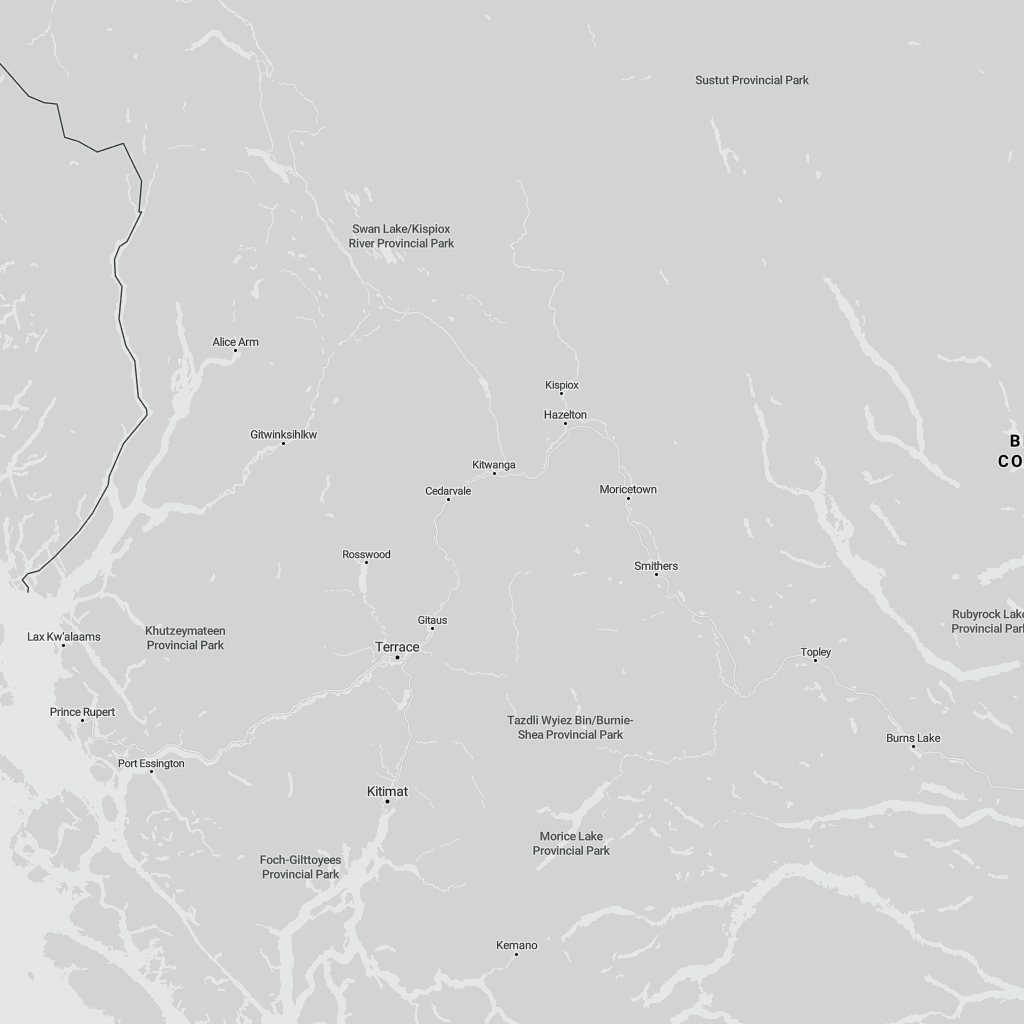 Sustut Provincial Park
Swan Lake/Kispiox
River Provincial Park
Alice Arm
Kispiox
Hazelton
Gitwinksihlkw
B
CO
Kitwanga
Cedarvale
Moricetown
Rosswood
Smithers
Rubyrock Lake
Provincial Park
Gitaus
Khutzeymateen
Provincial Park
Lax Kw'alaams
Terrace
Topley
Prince Rupert
Tazdli Wyiez Bin/Burnie-
Shea Provincial Park
Burns Lake
Port Essington
Kitimat
Morice Lake
Provincial Park
Foch-Gilttoyees
Provincial Park
Kemano